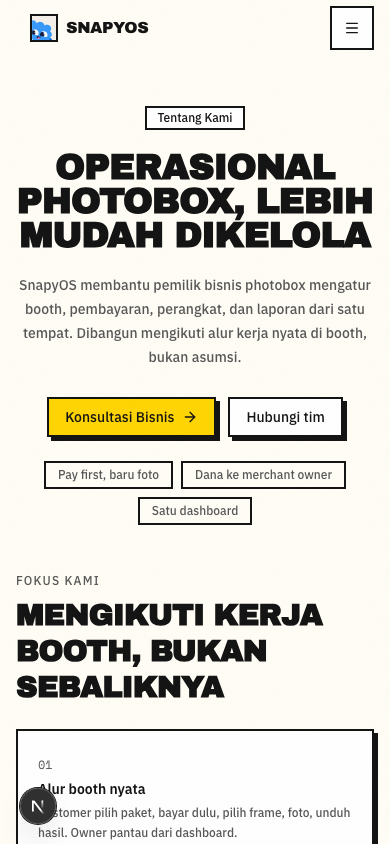 SNAPYOS
Tentang Kami
OPERASIONAL
PHOTOBOX, LEBIH
MUDAH DIKELOLA
SnapyOS membantu pemilik bisnis photobox mengatur
booth, pembayaran, perangkat, dan laporan dari satu
tempat. Dibangun mengikuti alur kerja nyata di booth,
bukan asumsi.
Konsultasi Bisnis →
Hubungi tim
Pay first, baru foto
Dana ke merchant owner
Satu dashboard
FOKUS KAMI
MENGIKUTI KERJA
BOOTH, BUKAN
SEBALIKNYA
01
Alur booth nyata
stomer pilih paket, bayar dulu, pilih frame, foto, unduh
hasil. Owner pantau dari dashboard.
N